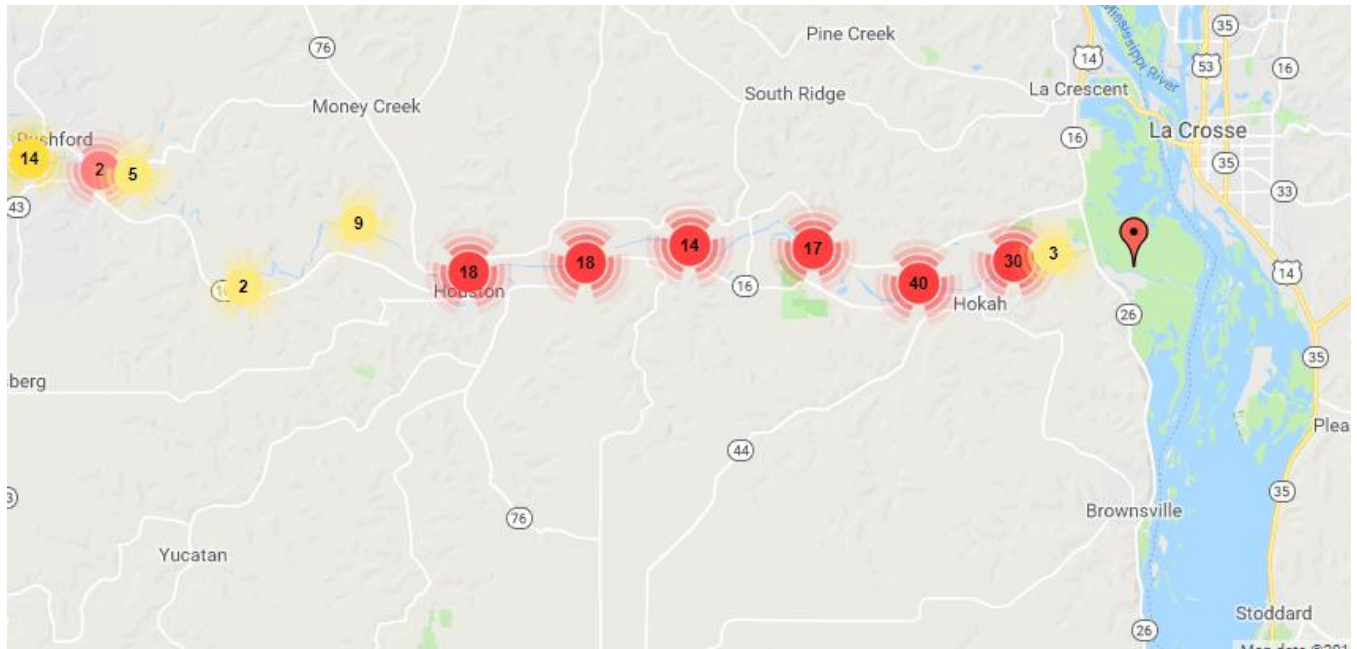 35
Pine Creek
76
14
53
16
La Crescent
South Ridge
Mississippi River
Money Creek
16
La Crosse
Rushford
14
2
5
35
33
43
9
14
17
18
18
30
3
14
2
40
16
Houston
Hokah
26
35
berg
Plea
44
35
76
Brownsville
Yucatan
Stoddard
26